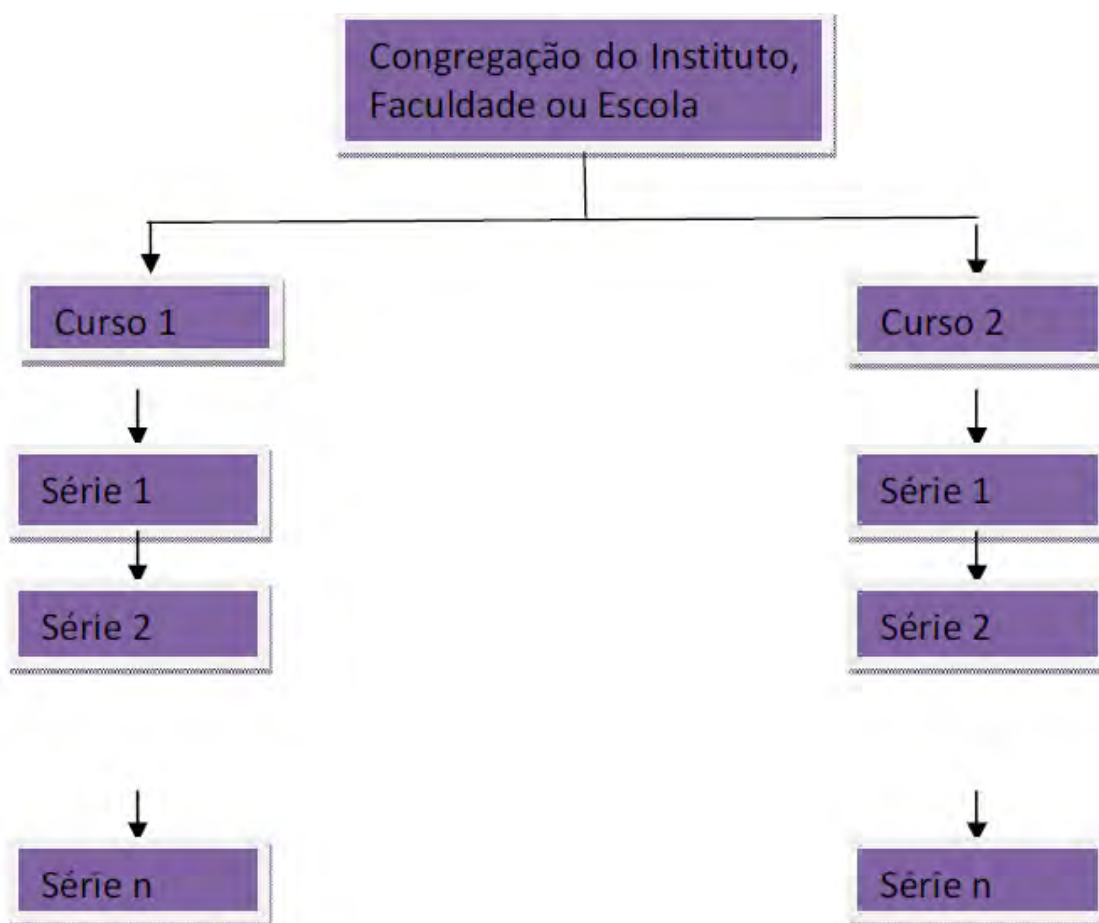 Congregação do Instituto,
Faculdade ou Escola
Curso 1
Curso 2
Série 1
Série 1
Série 2
Série 2
Série n
Série n